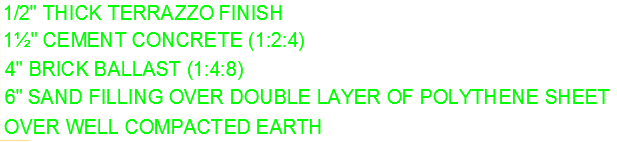 1/2" THICK TERRAZZO FINISH
1½" CEMENT CONCRETE (1:2:4)
4" BRICK BALLAST (1:4:8)
6" SAND FILLING OVER DOUBLE LAYER OF POLYTHENE SHEET
OVER WELL COMPACTED EARTH